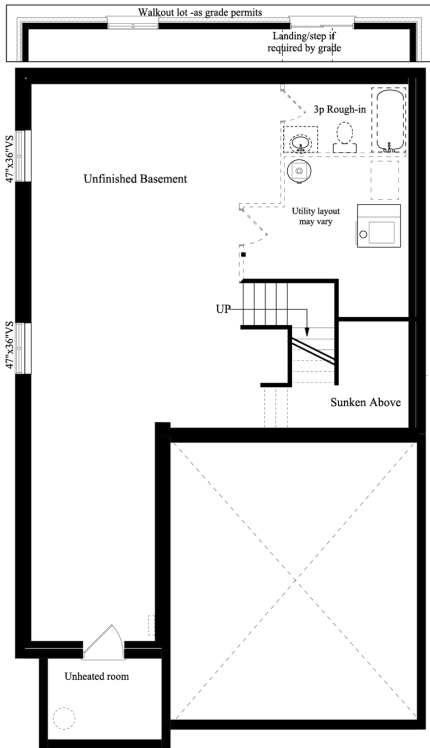 Walkout lot -as grade permits
Landing/step if
required by grade
3p Rough-in
47"x36"VS
Unfinished Basement
Utility layout
may vary
UP
47"x36"VS
Sunken Above
Unheated room